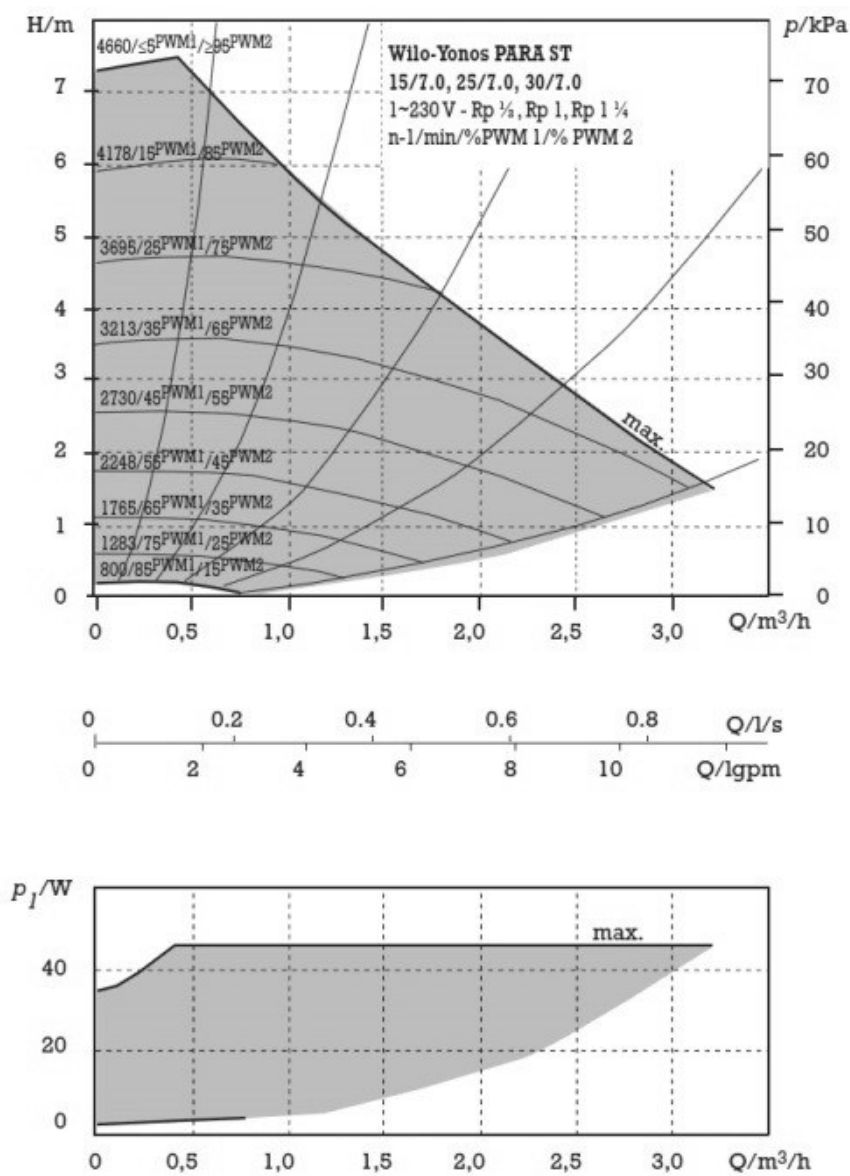 H/m
p/kPa
4660/≤5PWM1/≥95PWM2
Wilo-Yonos PARA ST
15/7.0, 25/7.0, 30/7.0
1~230 V - Rp ½, Rp 1, Rp 1 ¼
n-1/min/%PWM 1/% PWM 2
7
70
4178/15PWM1/85PWM2
6
60
3695/25PWM1/75PWM2
5
50
3213/35PWM1/65PWM2
4
40
2730/45PWM1/55PWM2
3
30
max.
2248/55PWM1/45PWM2
2
20
1765/65PWM1/35PWM2
1
10
1283/75PWM1/25PWM2
800/85PWM1/15PWM2
0
0
0 0,5 1,0 1,5 2,0 2,5 3,0 Q/m³/h
0 0.2 0.4 0.6 0.8 Q/l/s
0 2 4 6 8 10 Q/lgpm
p1/W
max.
40
20
0
0 0,5 1,0 1,5 2,0 2,5 3,0 Q/m³/h